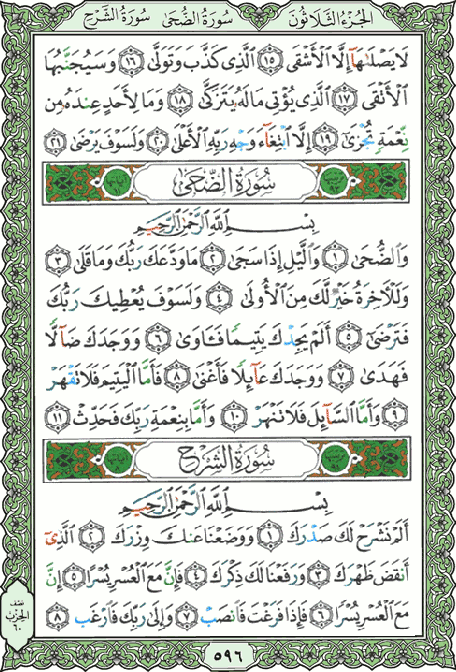 الجزء الثلاثون سورة الضحى سورة الشرح
لَا يَصْلَىٰهَآ إِلَّا ٱلْأَشْقَى ١٥ ٱلَّذِى كَذَّبَ وَتَوَلَّىٰ ١٦ وَسَيُجَنَّبُهَا
ٱلْأَتْقَى ١٧ ٱلَّذِى يُؤْتِى مَالَهُۥ يَتَزَكَّىٰ ١٨ وَمَا لِأَحَدٍ عِندَهُۥ مِن
نِّعْمَةٍ تُجْزَىٰٓ ١٩ إِلَّا ٱبْتِغَآءَ وَجْهِ رَبِّهِ ٱلْأَعْلَىٰ ٢٠ وَلَسَوْفَ يَرْضَىٰ ٢١
سُورَةُ الضُّحَىٰ
بِسْمِ ٱللَّهِ ٱلرَّحْمَٰنِ ٱلرَّحِيمِ
وَٱلضُّحَىٰ ١ وَٱلَّيْلِ إِذَا سَجَىٰ ٢ مَا وَدَّعَكَ رَبُّكَ وَمَا قَلَىٰ ٣
وَلَلْءَاخِرَةُ خَيْرٌ لَّكَ مِنَ ٱلْأُولَىٰ ٤ وَلَسَوْفَ يُعْطِيكَ رَبُّكَ
فَتَرْضَىٰٓ ٥ أَلَمْ يَجِدْكَ يَتِيمًا فَـَٔاوَىٰ ٦ وَوَجَدَكَ ضَآلًّا
فَهَدَىٰ ٧ وَوَجَدَكَ عَآئِلًا فَأَغْنَىٰ ٨ فَأَمَّا ٱلْيَتِيمَ فَلَا تَقْهَرْ
٩ وَأَمَّا ٱلسَّآئِلَ فَلَا تَنْهَرْ ١٠ وَأَمَّا بِنِعْمَةِ رَبِّكَ فَحَدِّثْ ١١
سُورَةُ الشَّرْحِ
بِسْمِ ٱللَّهِ ٱلرَّحْمَٰنِ ٱلرَّحِيمِ
أَلَمْ نَشْرَحْ لَكَ صَدْرَكَ ١ وَوَضَعْنَا عَنكَ وِزْرَكَ ٢ ٱلَّذِىٓ
أَنقَضَ ظَهْرَكَ ٣ وَرَفَعْنَا لَكَ ذِكْرَكَ ٤ فَإِنَّ مَعَ ٱلْعُسْرِ يُسْرًا ٥ إِنَّ
مَعَ ٱلْعُسْرِ يُسْرًا ٦ فَإِذَا فَرَغْتَ فَٱنصَبْ ٧ وَإِلَىٰ رَبِّكَ فَٱرْغَب ٨
نصف
الحزب
٦٠
٥٩٦